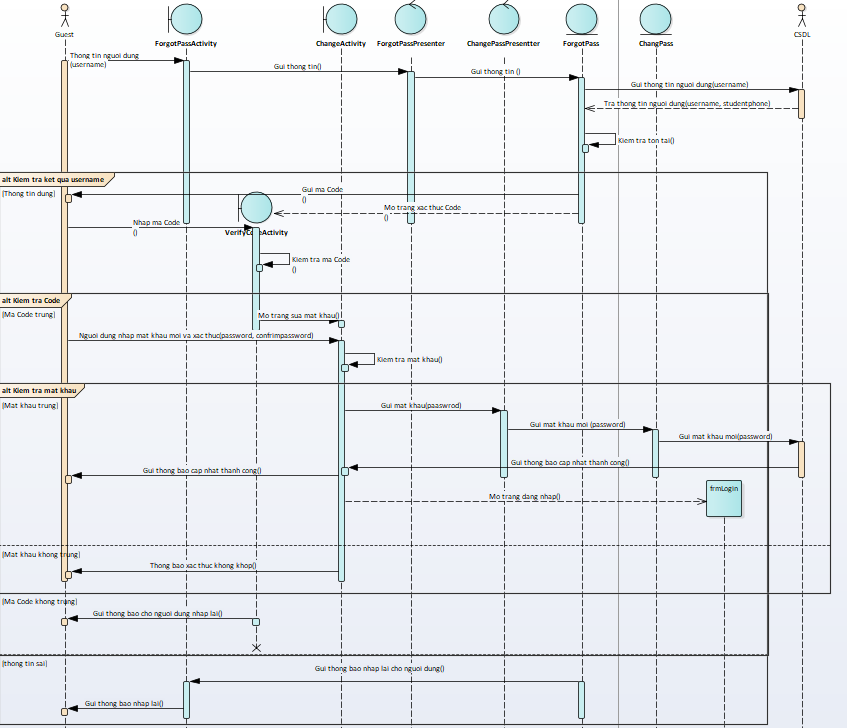 Guest
ForgotPassActivity
ChangeActivity
ForgotPassPresenter
ChangePassPresentter
ForgotPass
ChangPass
CSDL
Thong tin nguoi dung
(username)
Gui thong tin()
Gui thong tin ()
Gui thong tin nguoi dung(username)
Tra thong tin nguoi dung(username, studentphone)
Kiem tra ton tai()
alt Kiem tra ket qua username
[Thong tin dung]
Gui ma Code
()
Mo trang xac thuc Code
()
Nhap ma Code
()
VerifyCodeActivity
Kiem tra ma Code
()
alt Kiem tra Code
[Ma Code trung]
Mo trang sua mat khau()
Nguoi dung nhap mat khau moi va xac thuc(password, confrimpassword)
Kiem tra mat khau()
alt Kiem tra mat khau
[Mat khau trung]
Gui mat khau(paaswrod)
Gui mat khau moi (password)
Gui mat khau moi(password)
Gui thong bao cap nhat thanh cong()
Gui thong bao cap nhat thanh cong()
frmLogin
Mo trang dang nhap()
[Mat khau khong trung]
Thong bao xac thuc khong khop()
[Ma Code khong trung]
Gui thong bao cho nguoi dung nhap lai()
[thong tin sai]
Gui thong bao nhap lai cho nguoi dung()
Gui thong bao nhap lai()